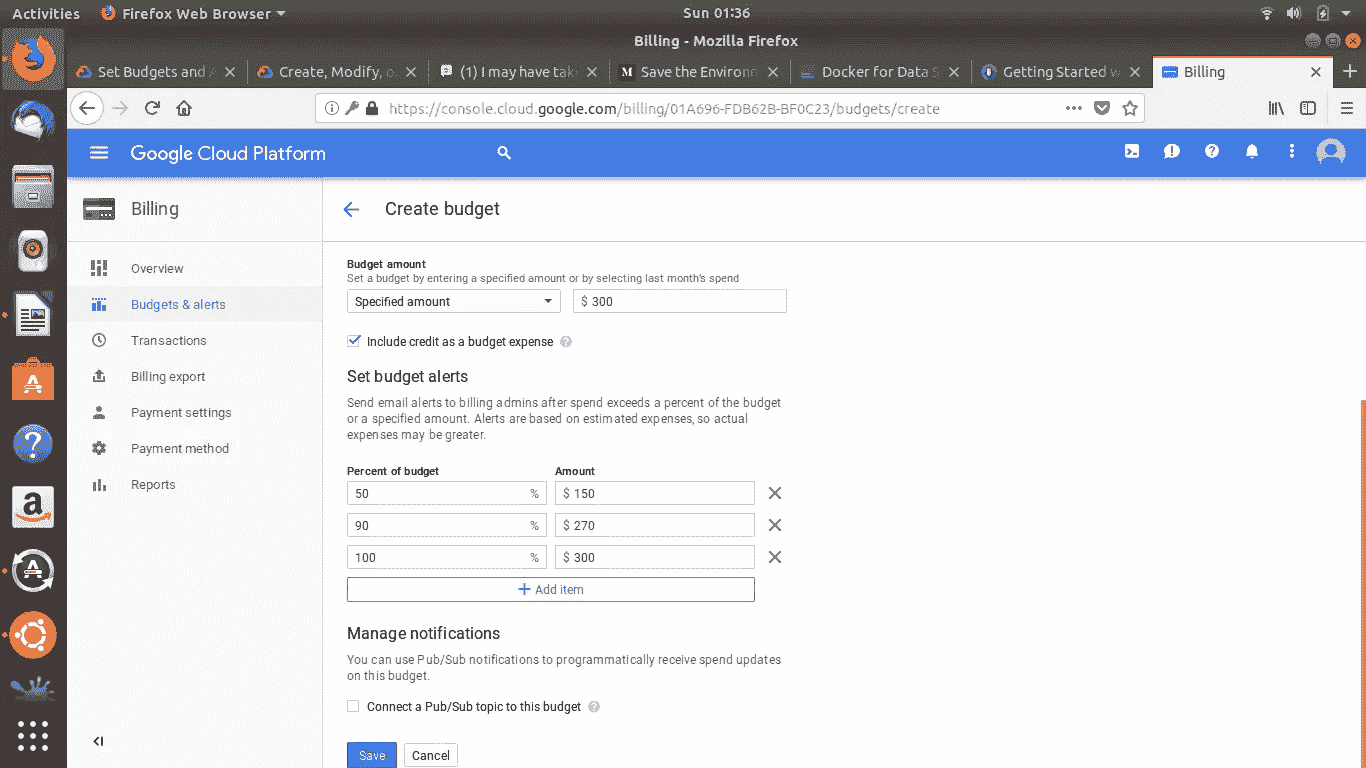 Activities Firefox Web Browser Sun 01:36
Billing - Mozilla Firefox
Set Budgets and A Create, Modify, o (1) I may have tak Save the Environ Docker for Data S Getting Started w Billing
https://console.cloud.google.com/billing/01A696-FDB62B-BF0C23/budgets/create
Google Cloud Platform
Billing
Create budget
Overview
Budgets & alerts
Transactions
Billing export
Payment settings
Payment method
Reports
Budget amount
Set a budget by entering a specified amount or by selecting last month's spend
Specified amount $ 300
Include credit as a budget expense
Set budget alerts
Send email alerts to billing admins after spend exceeds a percent of the budget
or a specified amount. Alerts are based on estimated expenses, so actual
expenses may be greater.
Percent of budget Amount
50 % $ 150
90 % $ 270
100 % $ 300
+ Add item
Manage notifications
You can use Pub/Sub notifications to programmatically receive spend updates
on this budget.
Connect a Pub/Sub topic to this budget
Save Cancel